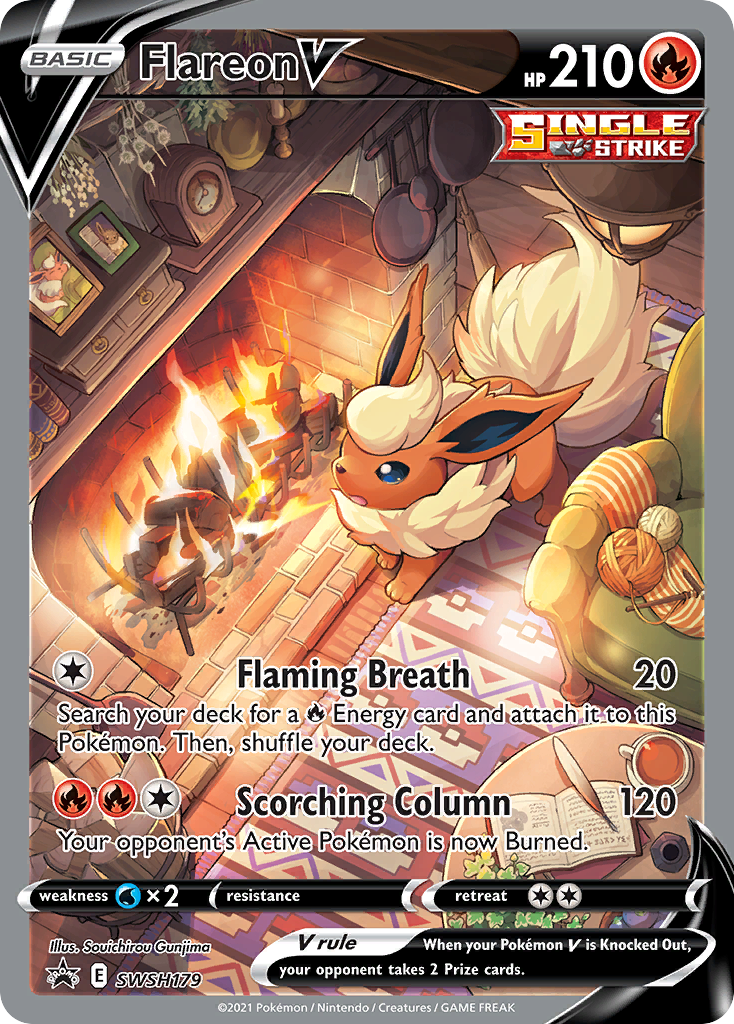 BASIC Flareon V HP 210
SINGLE
STRIKE
Flaming Breath 20
Search your deck for a Energy card and attach it to this
Pokémon. Then, shuffle your deck.
Scorching Column 120
Your opponent's Active Pokémon is now Burned.
weakness ×2 resistance retreat
Illus. Souichirou Gunjima
V rule
When your Pokémon V is Knocked Out,
your opponent takes 2 Prize cards.
PROMO E SWSH179
©2021 Pokémon / Nintendo / Creatures / GAME FREAK